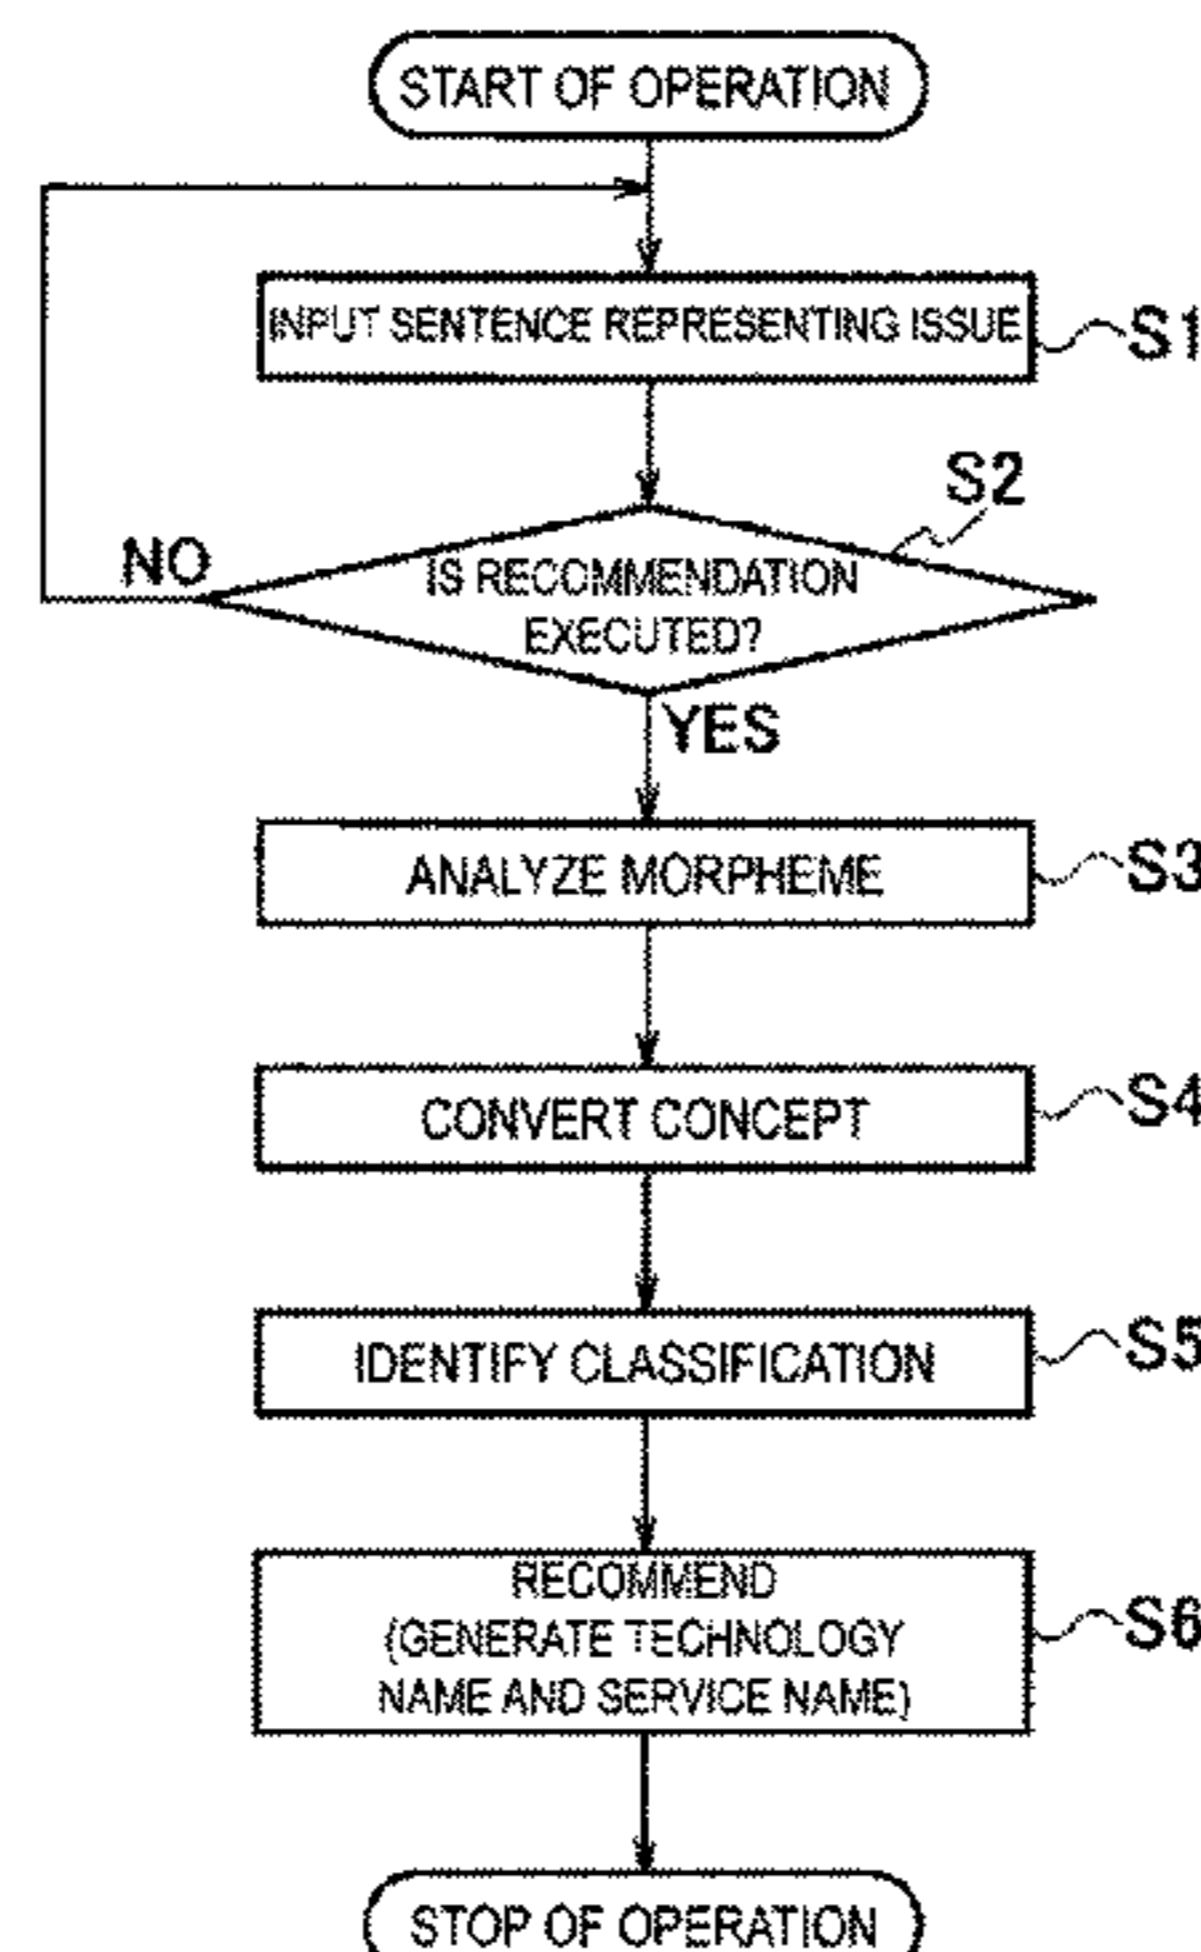 START OF OPERATION
INPUT SENTENCE REPRESENTING ISSUE
S1
S2
NO
IS RECOMMENDATION
EXECUTED?
YES
ANALYZE MORPHEME
S3
CONVERT CONCEPT
S4
IDENTIFY CLASSIFICATION
S5
RECOMMEND
(GENERATE TECHNOLOGY
NAME AND SERVICE NAME)
S6
STOP OF OPERATION